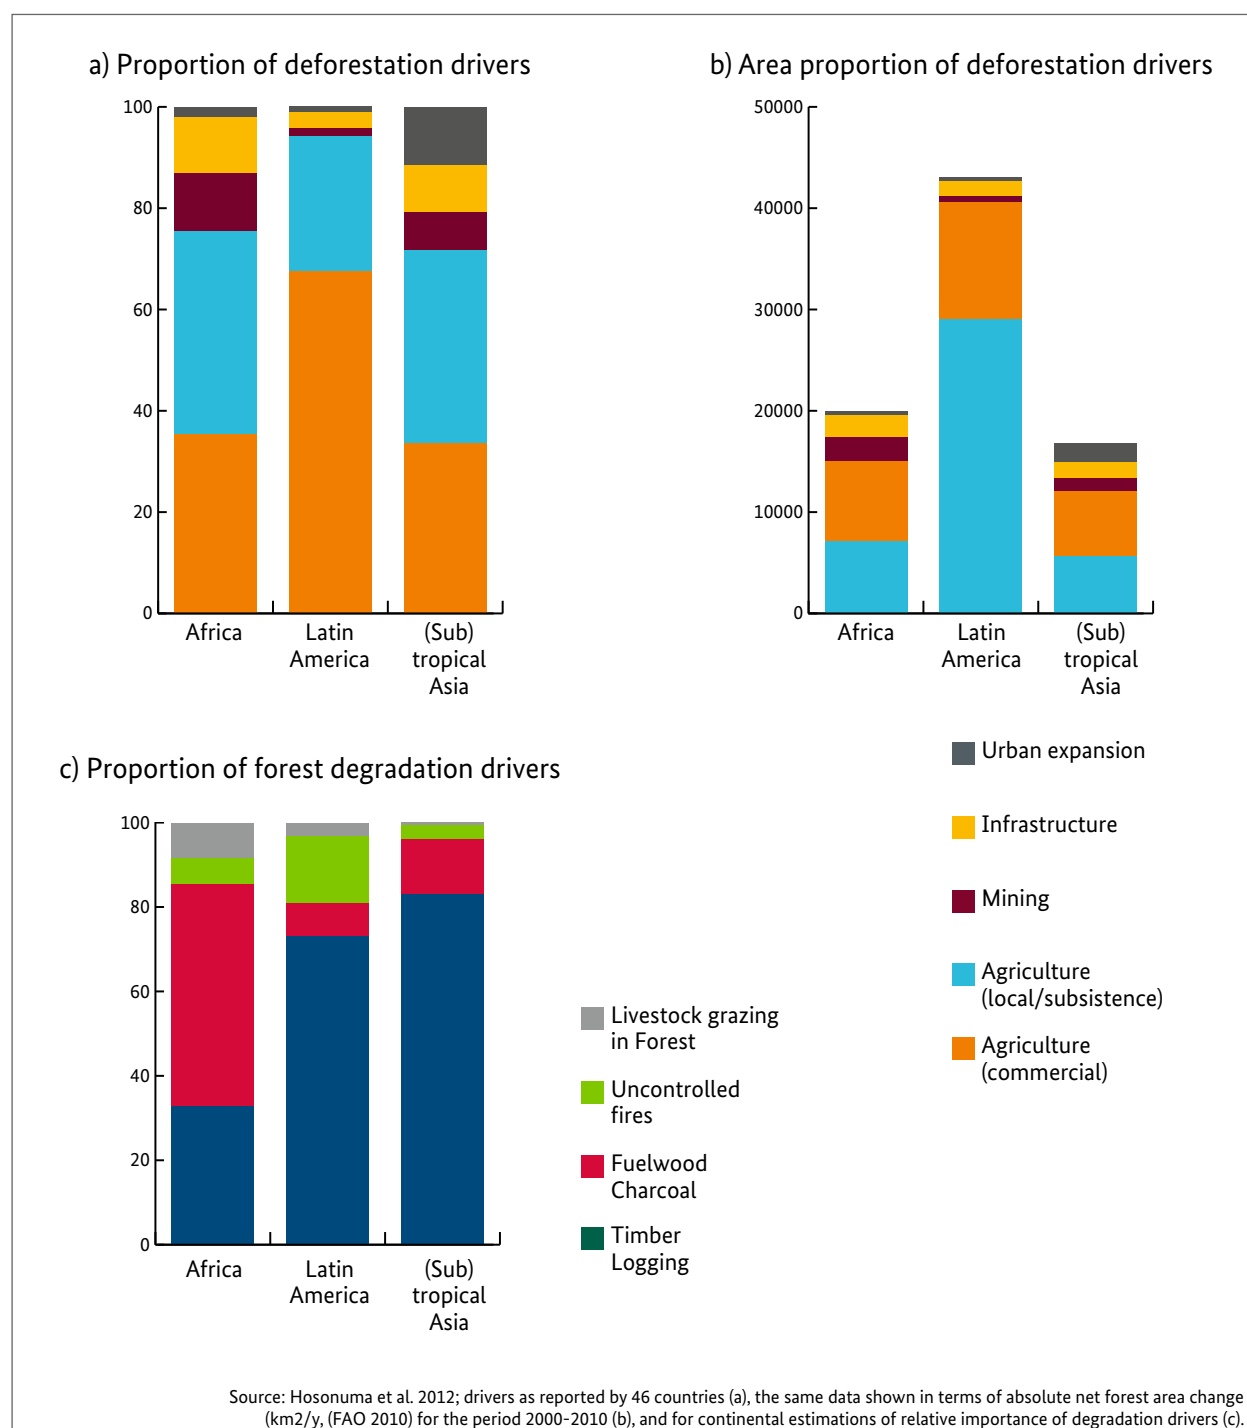 a) Proportion of deforestation drivers
100
80
60
40
20
0
Africa
Latin
America
(Sub)
tropical
Asia
b) Area proportion of deforestation drivers
50000
40000
30000
20000
10000
0
Africa
Latin
America
(Sub)
tropical
Asia
Urban expansion
Infrastructure
Mining
Agriculture
(local/subsistence)
Agriculture
(commercial)
c) Proportion of forest degradation drivers
100
80
60
40
20
0
Africa
Latin
America
(Sub)
tropical
Asia
Livestock grazing
in Forest
Uncontrolled
fires
Fuelwood
Charcoal
Timber
Logging
Source: Hosonuma et al. 2012; drivers as reported by 46 countries (a), the same data shown in terms of absolute net forest area change
(km2/y, (FAO 2010) for the period 2000-2010 (b), and for continental estimations of relative importance of degradation drivers (c).